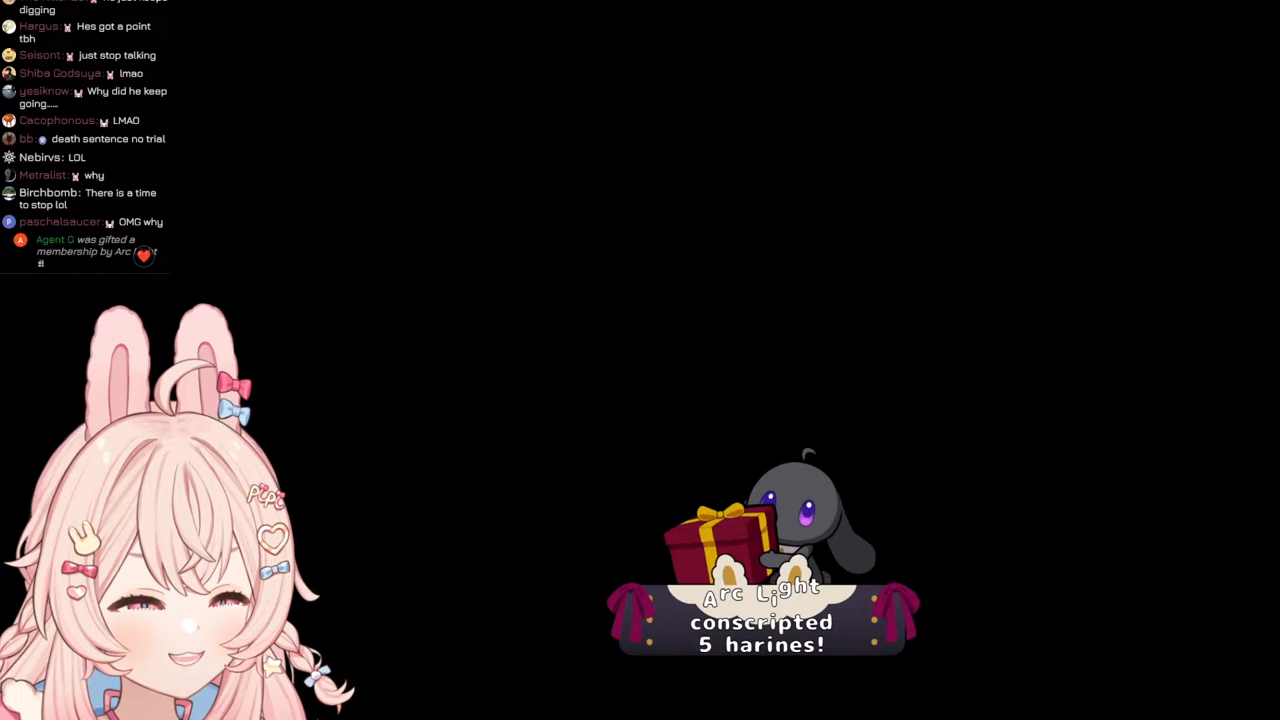 digging
Hargus: Hes got a point
tbh
Seisont: just stop talking
Shiba Godsuya: lmao
yesiknow: Why did he keep
going……
Cacophonous: LMAO
bb: death sentence no trial
Nebirvs: LOL
Metralist: why
Birchbomb: There is a time
to stop lol
paschalsaucer: OMG why
Agent G was gifted a
membership by Arc
PiPi
Arc Light
conscripted
5 harines!